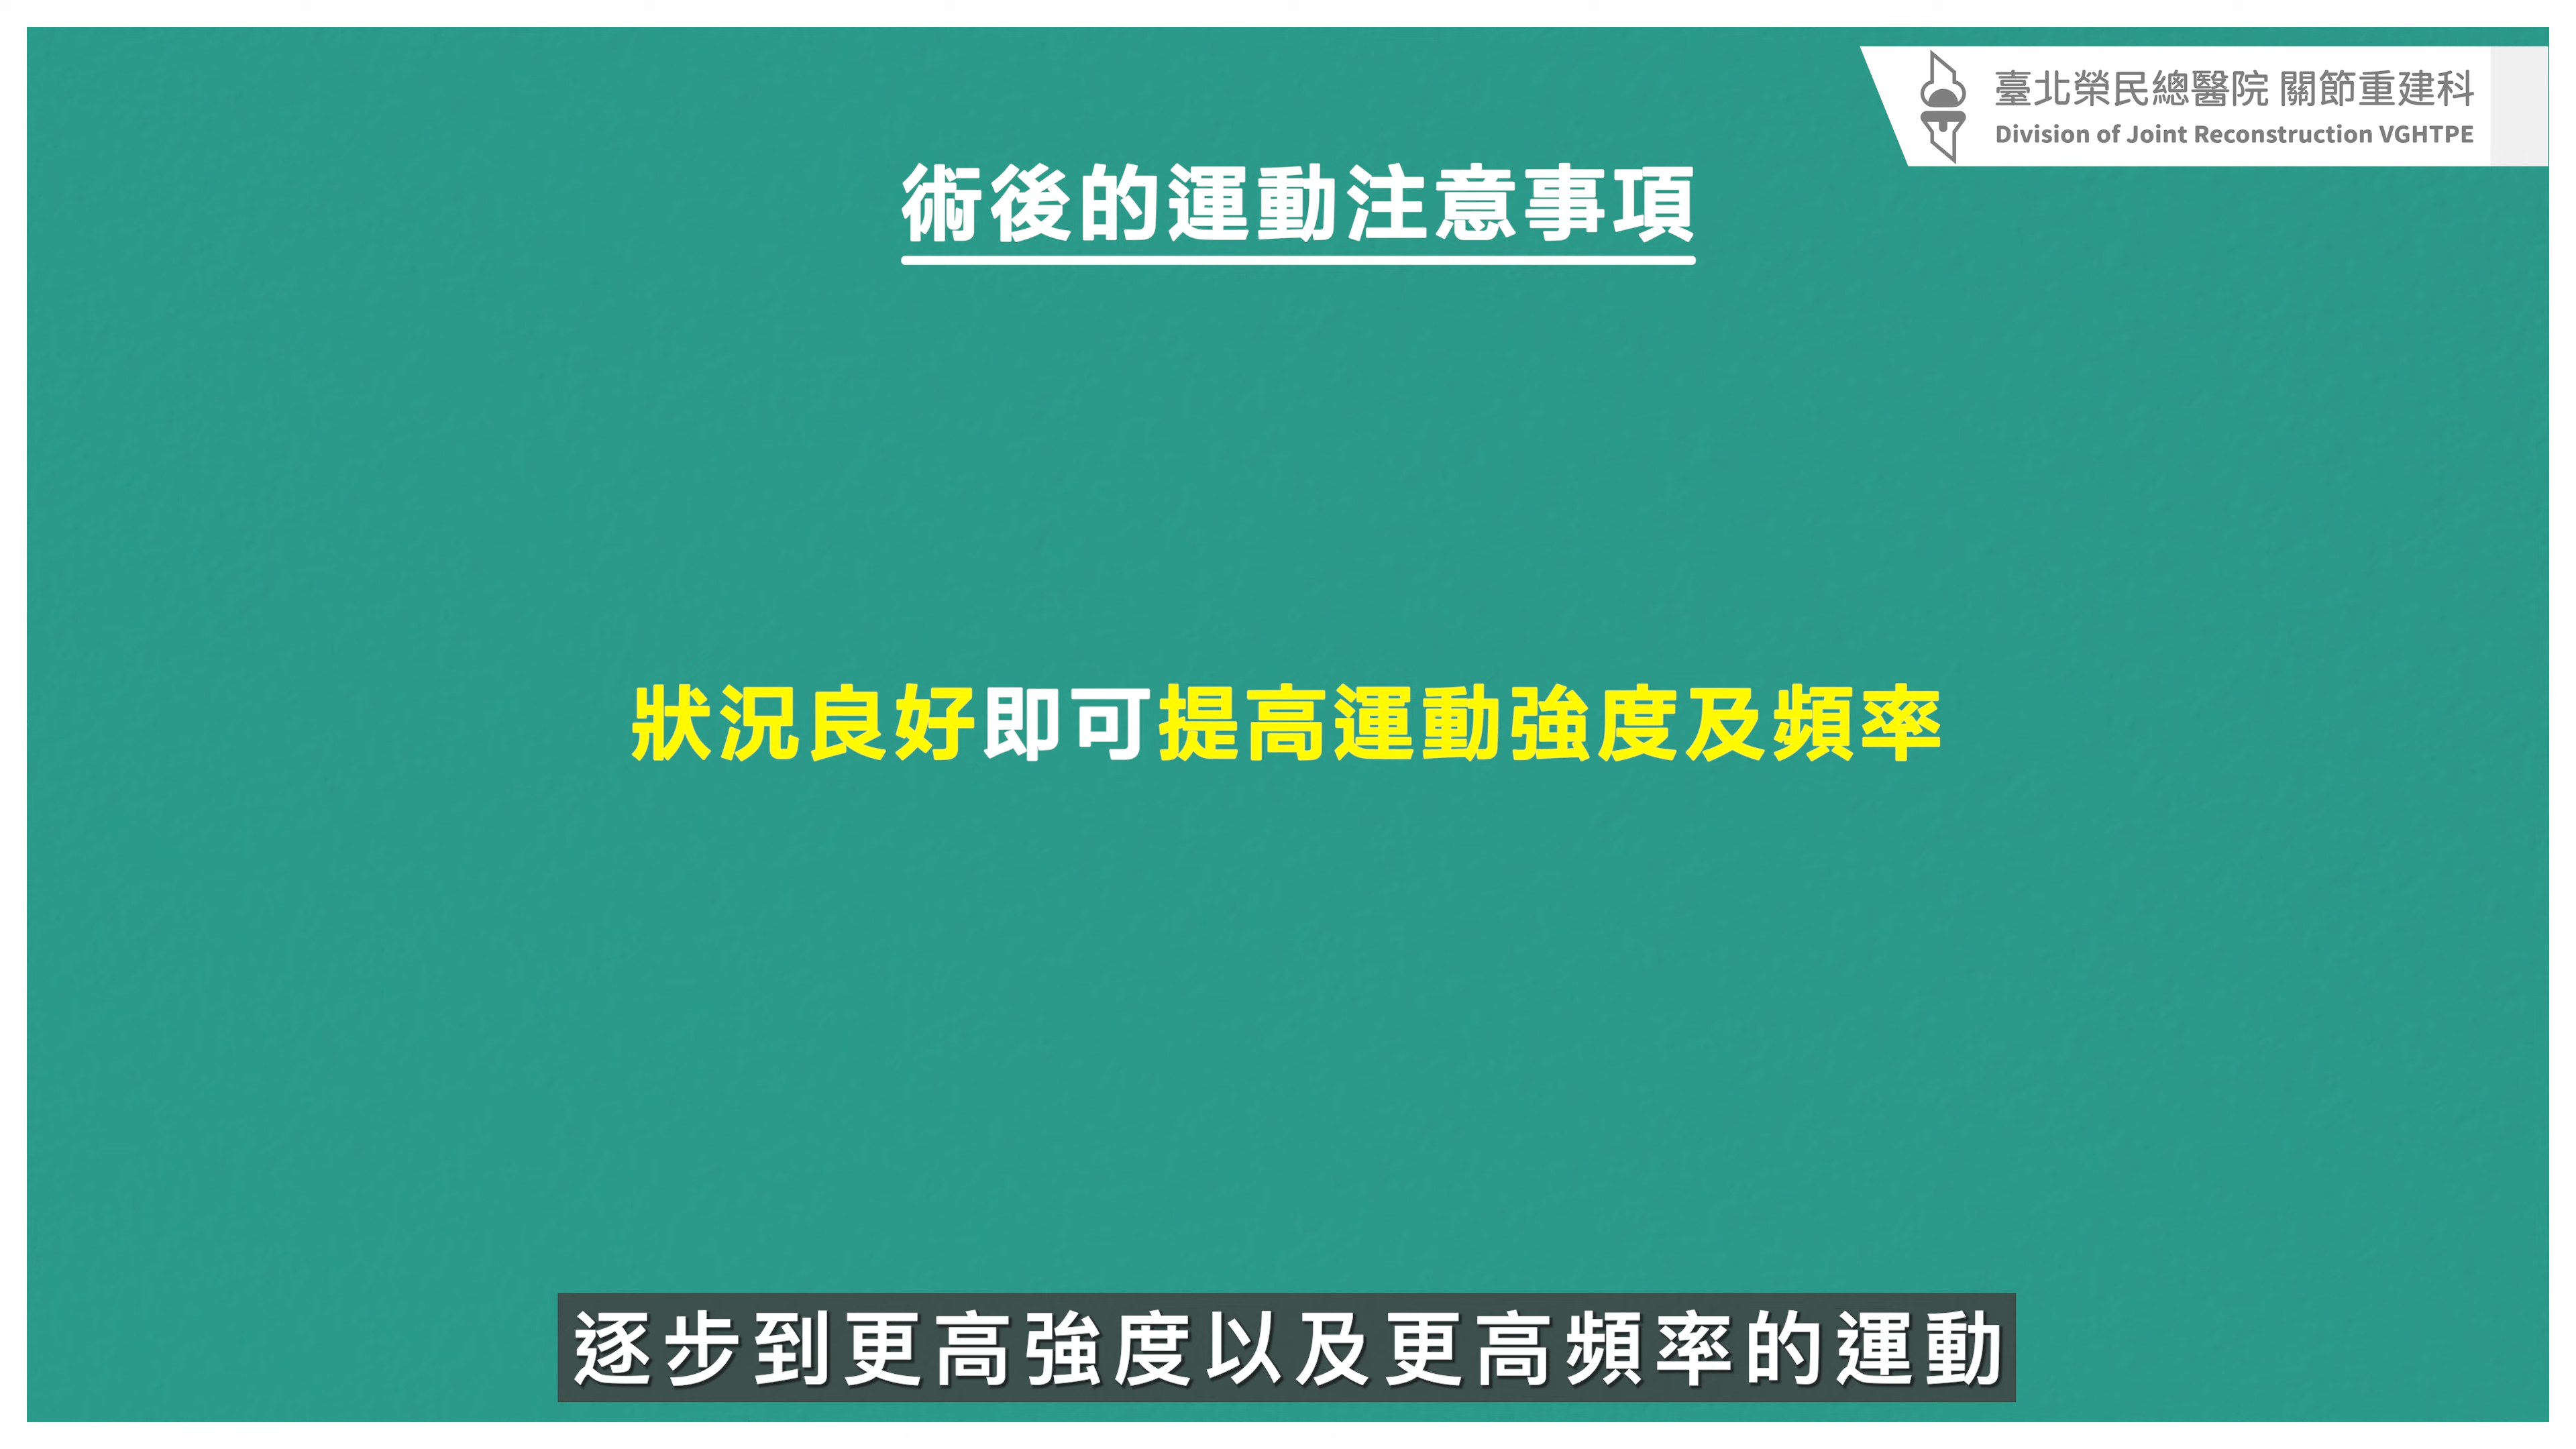 臺北榮民總醫院 關節重建科
Division of Joint Reconstruction VGHTPE
術後的運動注意事項
狀況良好即可提高運動強度及頻率
逐步到更高強度以及更高頻率的運動